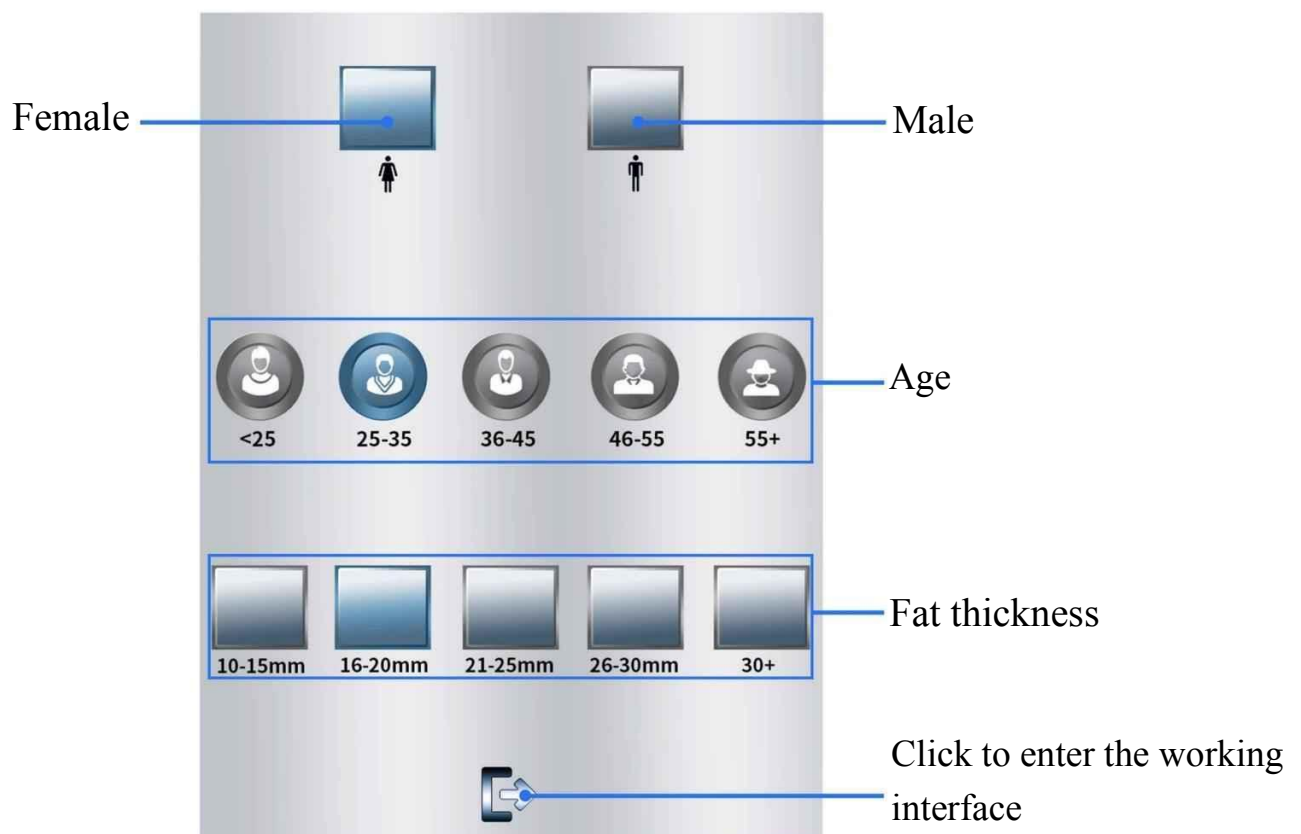 Female
Male
<25
25-35
36-45
46-55
55+
Age
10-15mm
16-20mm
21-25mm
26-30mm
30+
Fat thickness
Click to enter the working
interface